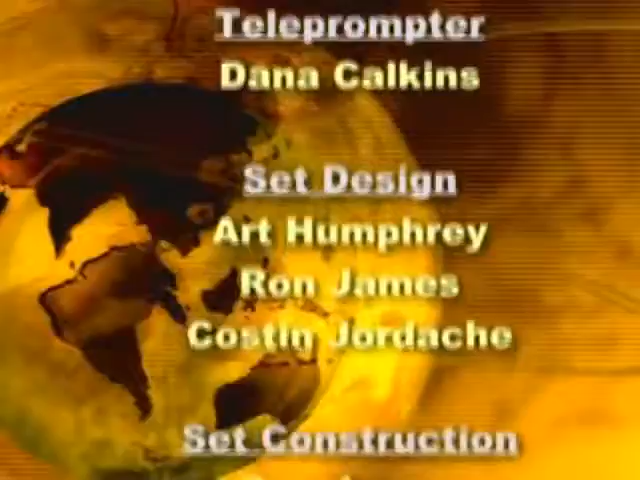 Teleprompter
Dana Calkins
Set Design
Art Humphrey
Ron James
Costin Jordache
Set Construction